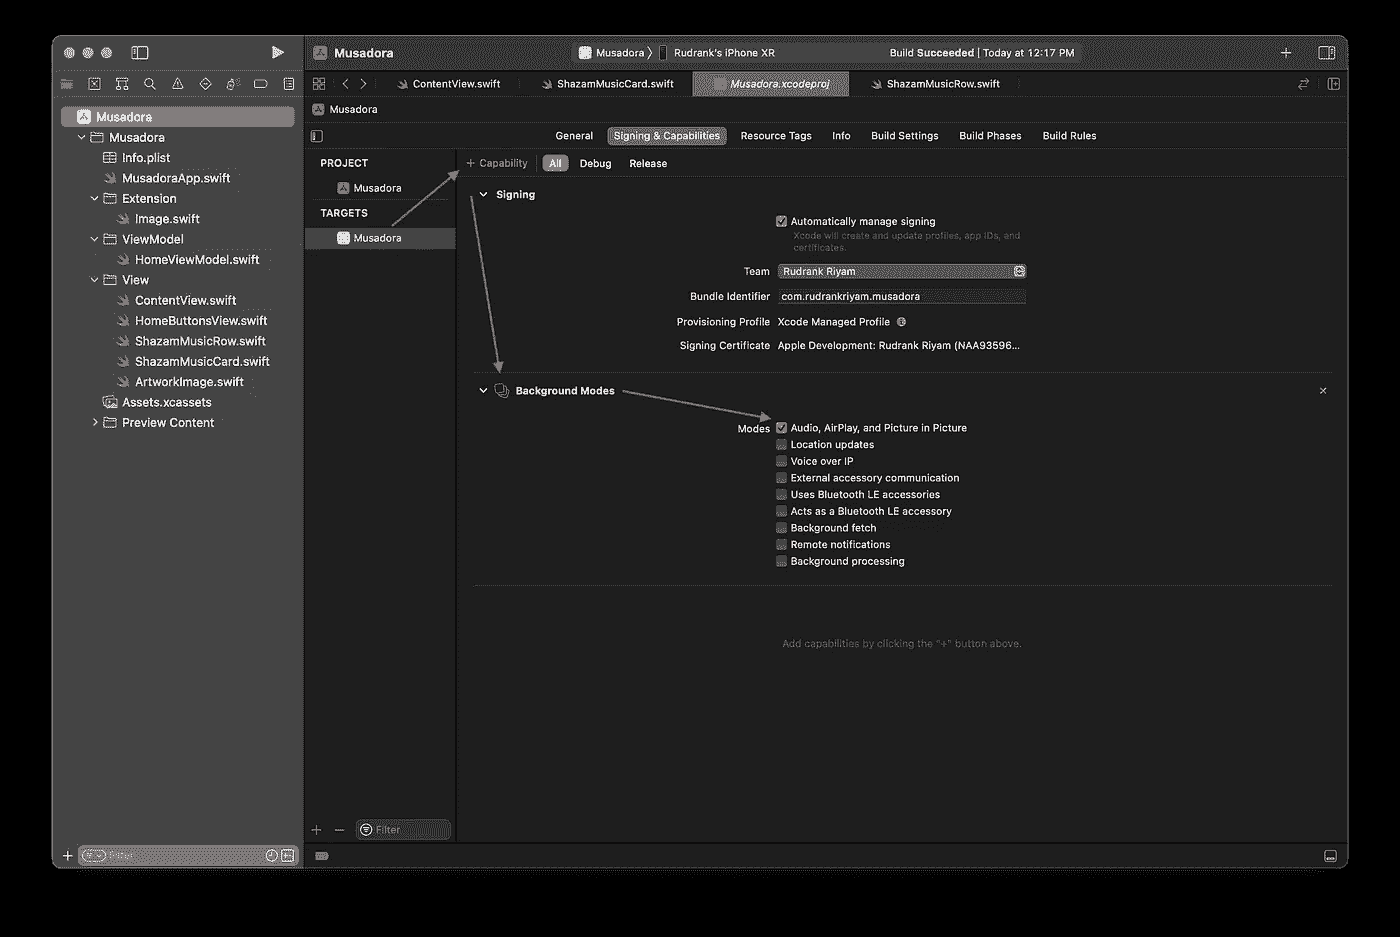 Musadora
Musadora
Rudrank's iPhone XR
Build Succeeded | Today at 12:17 PM
ContentView.swift
ShazamMusicCard.swift
Musadora.xcodeproj
ShazamMusicRow.swift
Musadora
Musadora
Musadora
Info.plist
MusadoraApp.swift
Extension
Image.swift
ViewModel
HomeViewModel.swift
View
ContentView.swift
HomeButtonsView.swift
ShazamMusicRow.swift
ShazamMusicCard.swift
ArtworkImage.swift
Assets.xcassets
Preview Content
Filter
General
Signing & Capabilities
Resource Tags
Info
Build Settings
Build Phases
Build Rules
PROJECT
Musadora
TARGETS
Musadora
Filter
+ Capability
All
Debug
Release
Signing
Automatically manage signing
Xcode will create and update profiles, app IDs, and
certificates.
Team
Rudrank Riyam
Bundle Identifier
com.rudrankriyam.musadora
Provisioning Profile
Xcode Managed Profile
Signing Certificate
Apple Development: Rudrank Riyam (NAA93596...
Background Modes
Modes
Audio, AirPlay, and Picture in Picture
Location updates
Voice over IP
External accessory communication
Uses Bluetooth LE accessories
Acts as a Bluetooth LE accessory
Background fetch
Remote notifications
Background processing
Add capabilities by clicking the "+" button above.